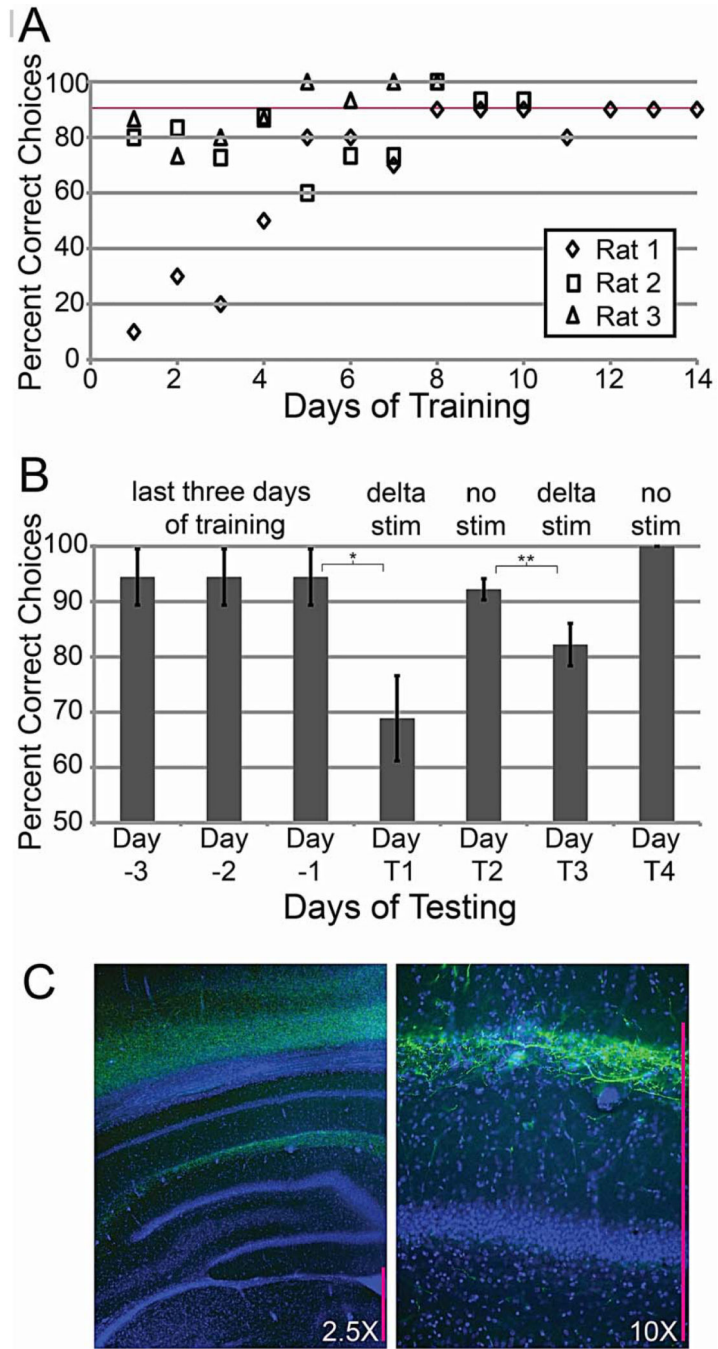 A
Percent Correct Choices
100
80
60
40
20
0
0 2 4 6 8 10 12 14
Days of Training
Rat 1
Rat 2
Rat 3
B
last three days
of training
delta
stim
no
stim
delta
stim
no
stim
Percent Correct Choices
100
90
80
70
60
50
*
**
Day
-3
Day
-2
Day
-1
Day
T1
Day
T2
Day
T3
Day
T4
Days of Testing
C
2.5X
10X